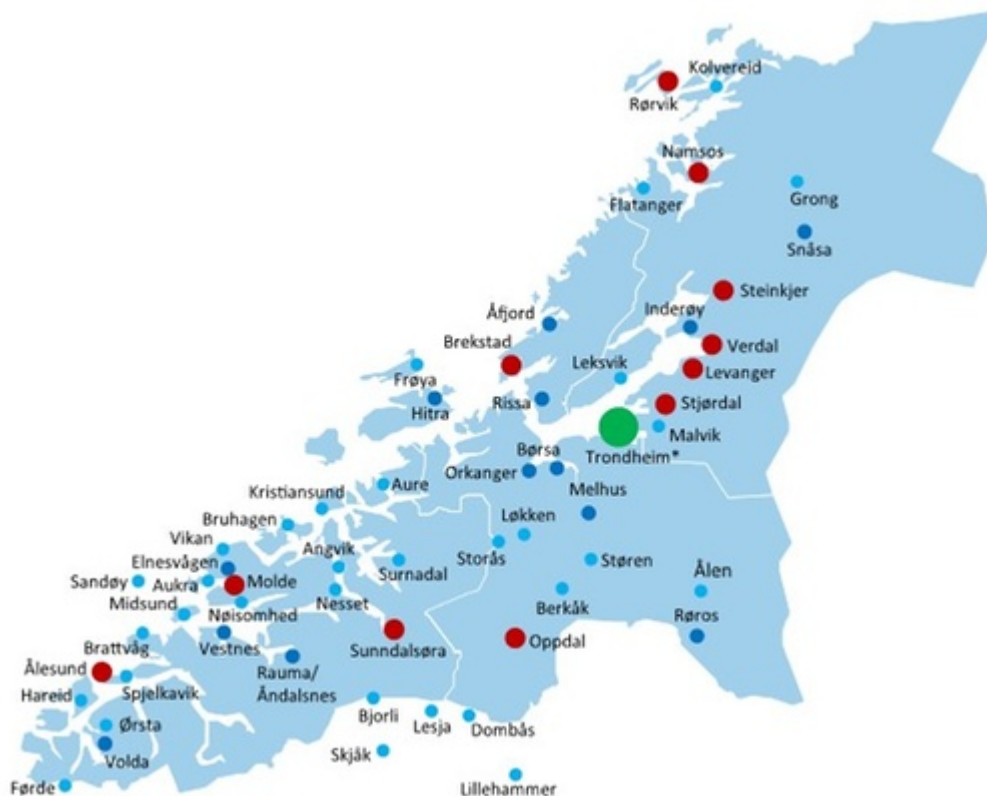 Kolvereid
Rørvik
Namsos
Flatanger
Grong
Snåsa
Steinkjer
Inderøy
Åfjord
Brekstad
Verdal
Leksvik
Levanger
Frøya
Hitra
Rissa
Stjørdal
Malvik
Trondheim*
Børsa
Orkanger
Melhus
Aure
Kristiansund
Bruhagen
Løkken
Vikan
Angvik
Storås
Støren
Elnesvågen
Surnadal
Ålen
Sandøy
Aukra
Molde
Midsund
Nøisomhed
Nesset
Berkåk
Røros
Brattvåg
Vestnes
Sunndalsøra
Oppdal
Ålesund
Rauma/
Åndalsnes
Spjelkavik
Hareid
Bjorli
Lesja
Dombås
Ørsta
Skjåk
Volda
Førde
Lillehammer